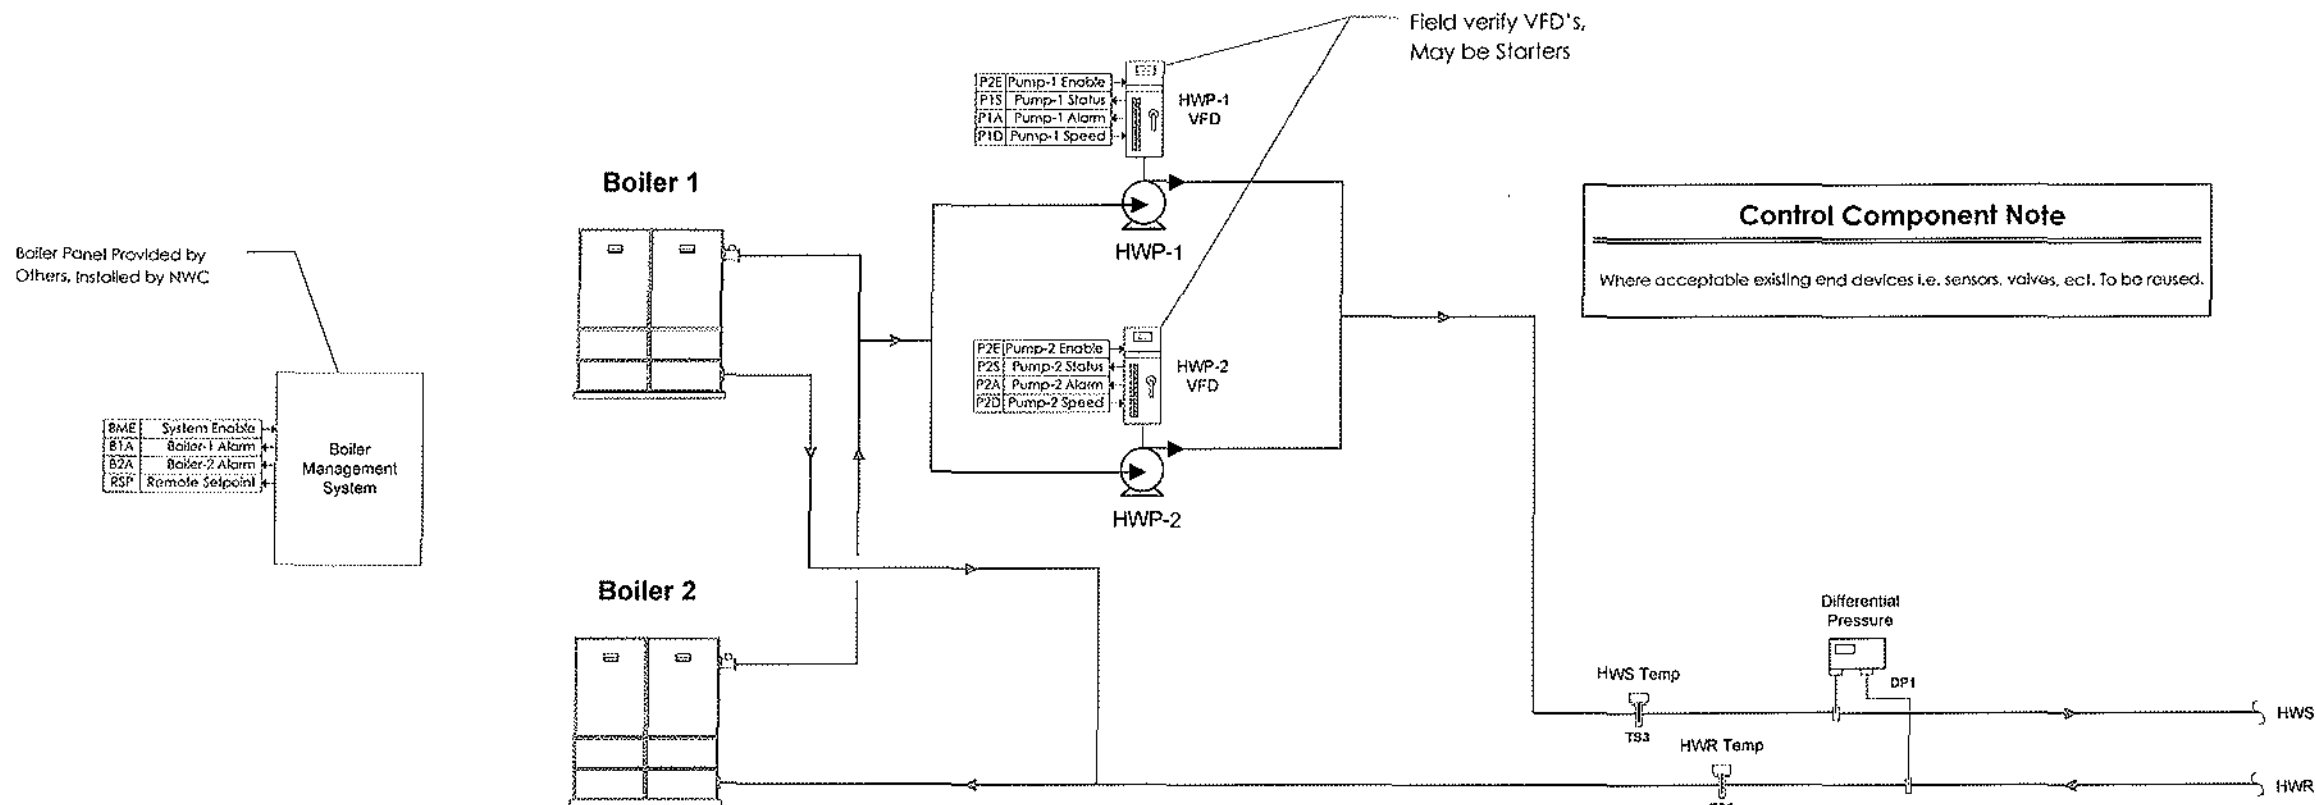 Field verify VFD's,
May be Starters
P2E Pump-1 Enable
P1S Pump-1 Status
P1A Pump-1 Alarm
P1D Pump-1 Speed
HWP-1
VFD
HWP-1
Boiler 1
Control Component Note
Where acceptable existing end devices i.e. sensors, valves, ect. To be reused.
Boiler Panel Provided by
Others, Installed by NWC
P2E Pump-2 Enable
P2S Pump-2 Status
P2A Pump-2 Alarm
P2D Pump-2 Speed
HWP-2
VFD
HWP-2
BME System Enable
B1A Boiler-1 Alarm
B2A Boiler-2 Alarm
RSP Remote Setpoint
Boiler
Management
System
Boiler 2
Differential
Pressure
DP1
HWS Temp
TS3
HWS
HWR Temp
HWR